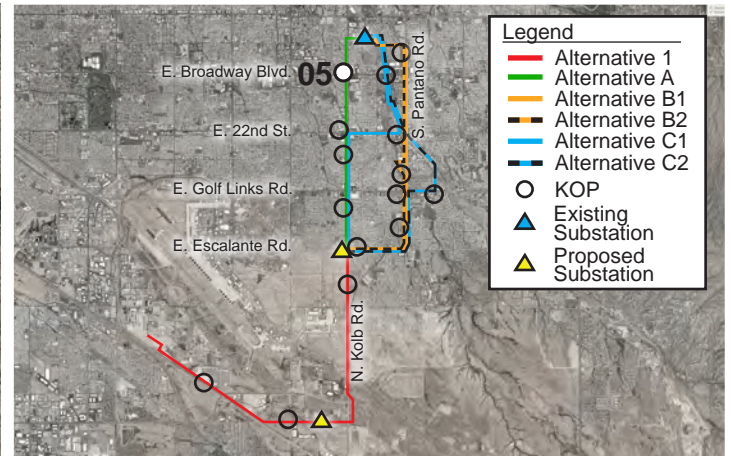 E. Broadway Blvd.
05
E. 22nd St.
E. Golf Links Rd.
E. Escalante Rd.
S. Pantano Rd.
N. Kolb Rd.
Legend
Alternative 1
Alternative A
Alternative B1
Alternative B2
Alternative C1
Alternative C2
KOP
Existing
Substation
Proposed
Substation